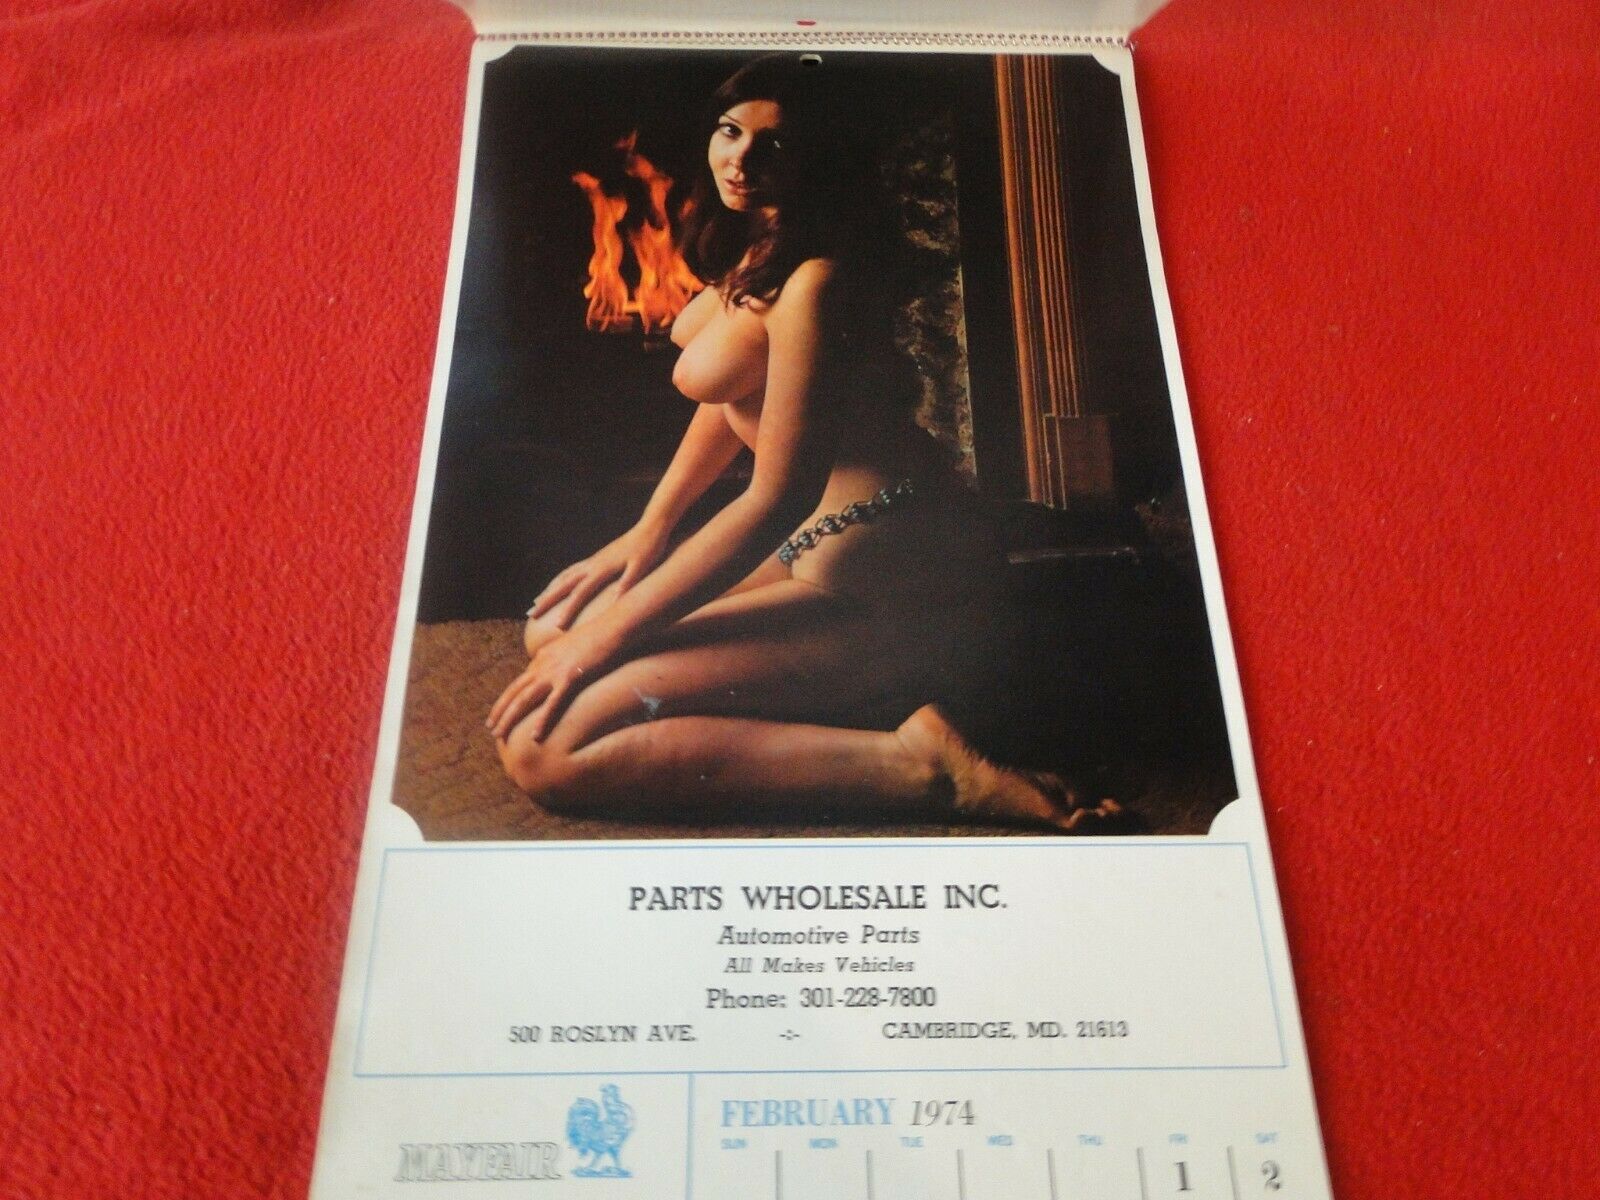 PARTS WHOLESALE INC.
Automotive Parts
All Makes Vehicles
Phone: 301-228-7800
500 ROSLYN AVE. -:- CAMBRIDGE, MD. 21613
MAYFAIR
FEBRUARY 1974
SUN MON TUE WED THU FRI SAT
1 2